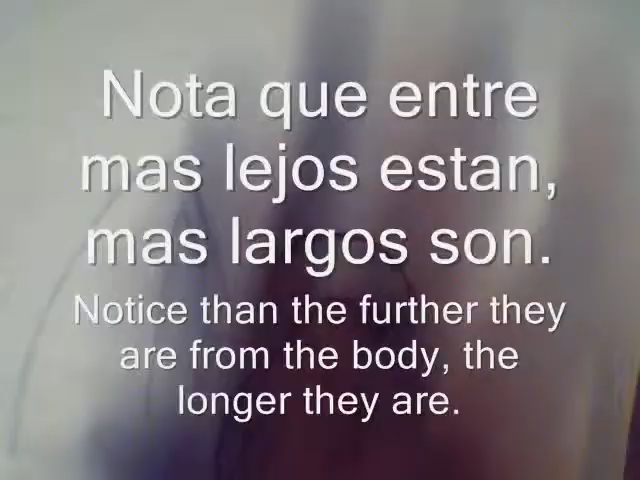 Nota que entre
mas lejos estan,
mas largos son.
Notice than the further they
are from the body, the
longer they are.